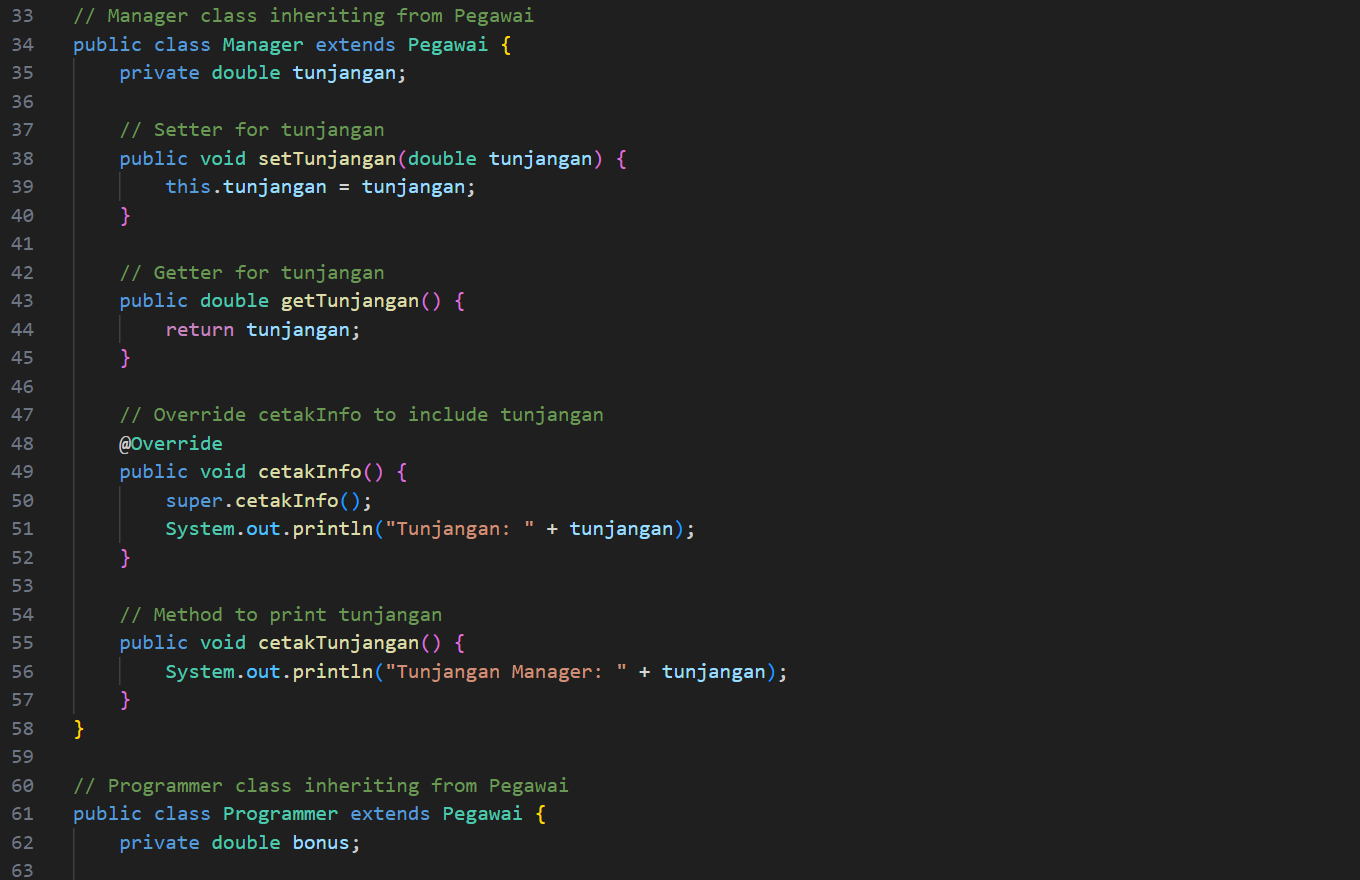 33 // Manager class inheriting from Pegawai
34 public class Manager extends Pegawai {
35     private double tunjangan;
36
37     // Setter for tunjangan
38     public void setTunjangan(double tunjangan) {
39         this.tunjangan = tunjangan;
40     }
41
42     // Getter for tunjangan
43     public double getTunjangan() {
44         return tunjangan;
45     }
46
47     // Override cetakInfo to include tunjangan
48     @Override
49     public void cetakInfo() {
50         super.cetakInfo();
51         System.out.println("Tunjangan: " + tunjangan);
52     }
53
54     // Method to print tunjangan
55     public void cetakTunjangan() {
56         System.out.println("Tunjangan Manager: " + tunjangan);
57     }
58 }
59
60 // Programmer class inheriting from Pegawai
61 public class Programmer extends Pegawai {
62     private double bonus;
63